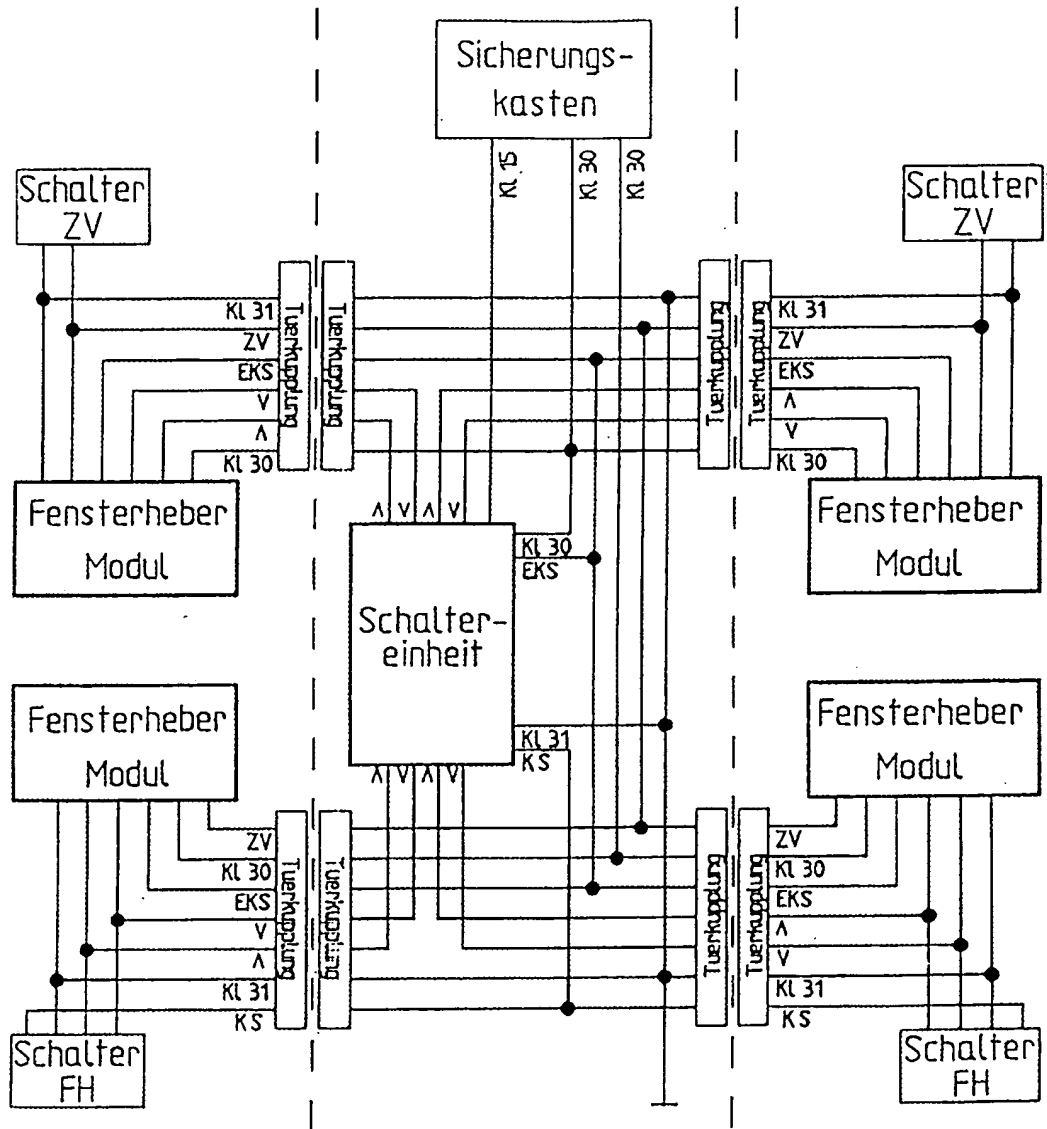 Sicherungs-
kasten
Kl 15
Kl 30
Kl 30
Schalter
ZV
Schalter
ZV
Tuerkupplung
Tuerkupplung
Tuerkupplung
Tuerkupplung
Kl 31
ZV
EKS
V
Λ
Kl 30
Kl 31
ZV
EKS
Λ
V
Kl 30
Fensterheber
Modul
Fensterheber
Modul
Λ V Λ V
Kl 30
EKS
Schalter-
einheit
Kl 31
KS
Λ V Λ V
Fensterheber
Modul
Fensterheber
Modul
Tuerkupplung
Tuerkupplung
Tuerkupplung
Tuerkupplung
ZV
Kl 30
EKS
V
Λ
Kl 31
KS
ZV
Kl 30
EKS
Λ
V
Kl 31
KS
Schalter
FH
Schalter
FH